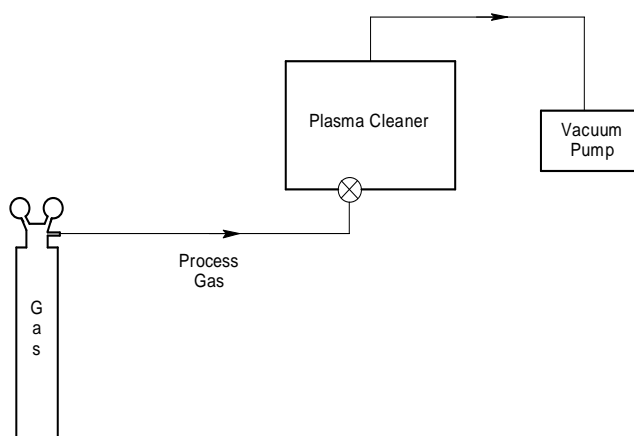 Plasma Cleaner
Vacuum
Pump
Process
Gas
G
a
s